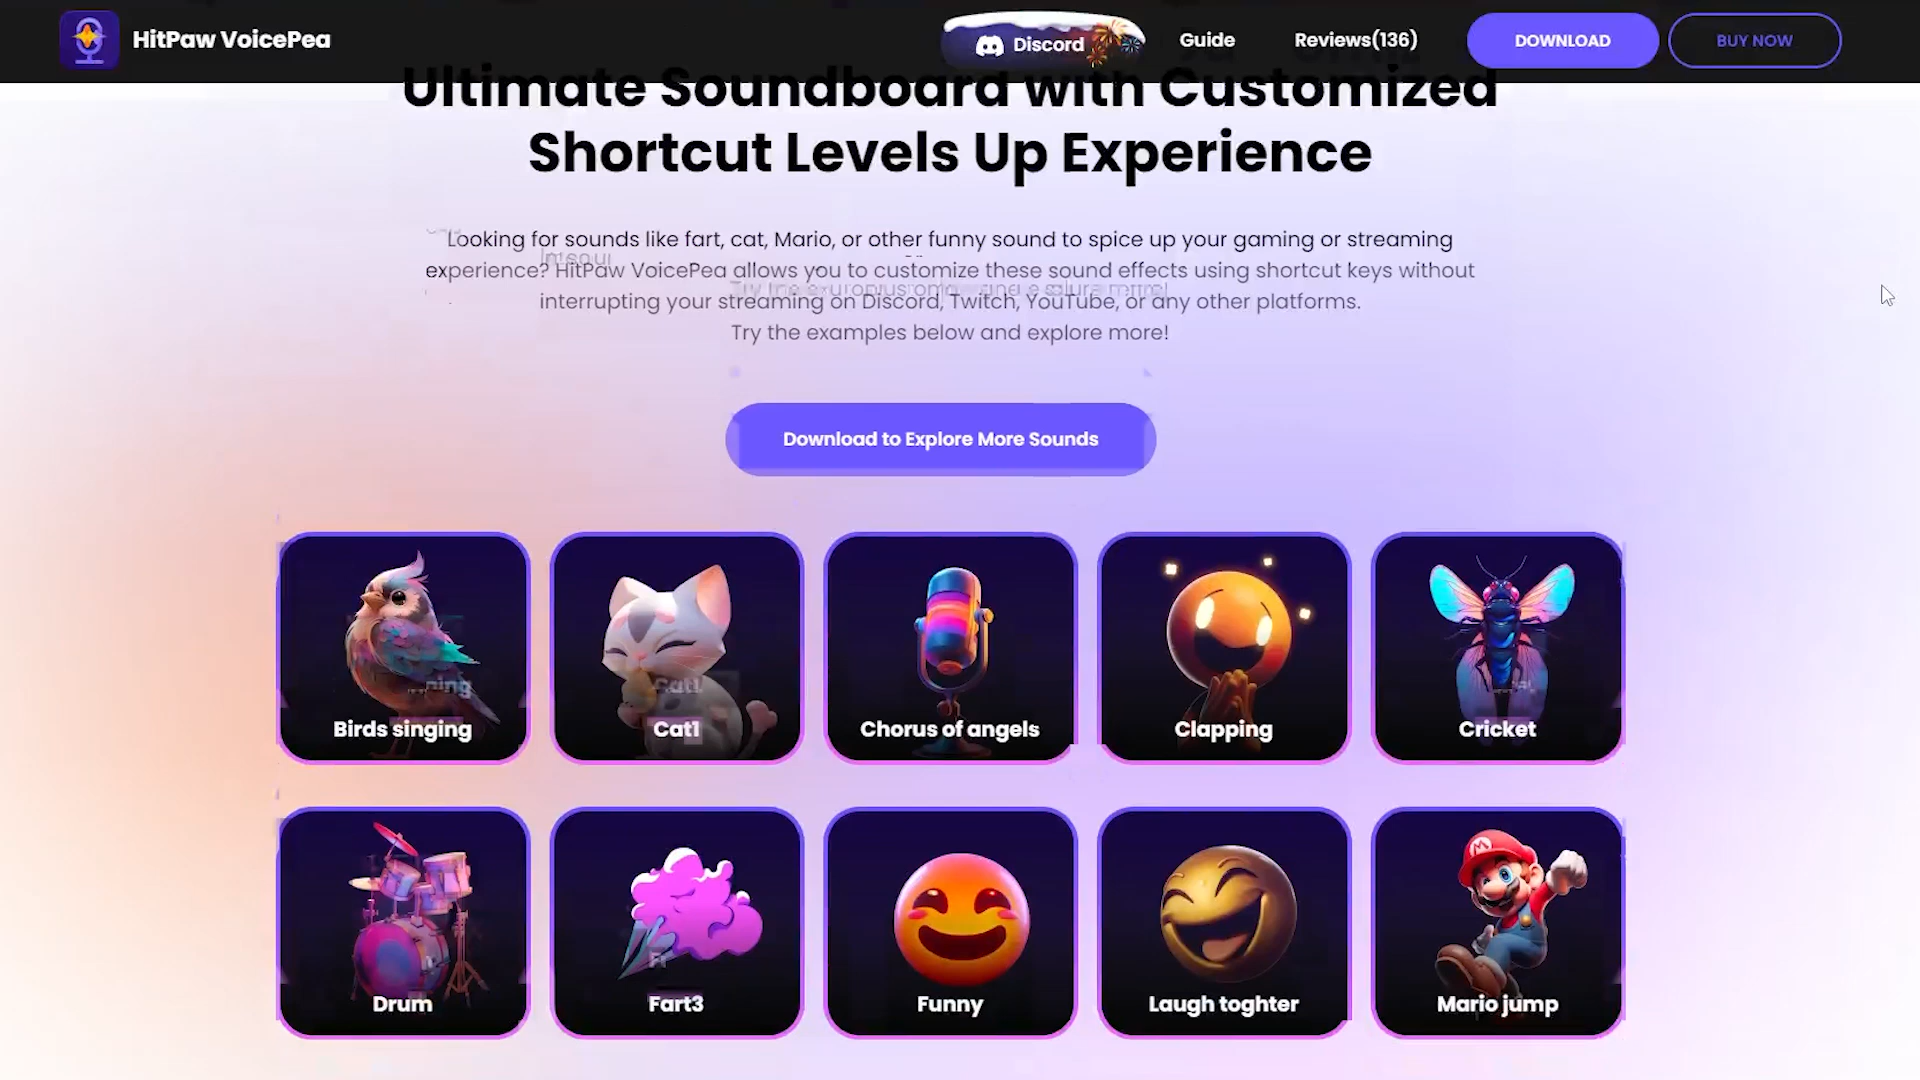 HitPaw VoicePea
Discord
Guide
Reviews(136)
DOWNLOAD
BUY NOW
Ultimate Soundboard with Customized
Shortcut Levels Up Experience
Looking for sounds like fart, cat, Mario, or other funny sound to spice up your gaming or streaming
experience? HitPaw VoicePea allows you to customize these sound effects using shortcut keys without
interrupting your streaming on Discord, Twitch, YouTube, or any other platforms.
Try the examples below and explore more!
Download to Explore More Sounds
Birds singing
Cat1
Chorus of angels
Clapping
Cricket
Drum
Fart3
Funny
Laugh toghter
Mario jump